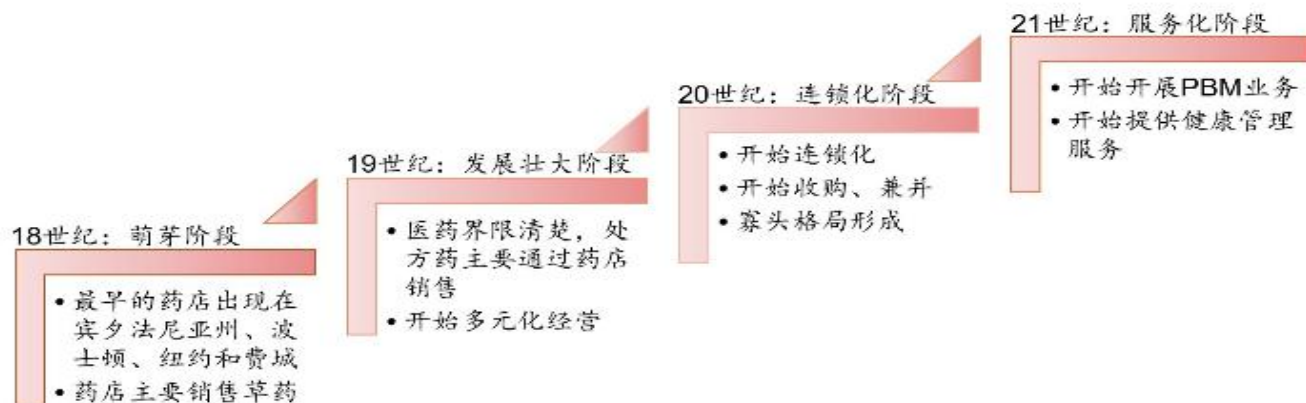 18世纪：萌芽阶段
• 最早的药店出现在
宾夕法尼亚州、波
士顿、纽约和费城
• 药店主要销售草药
19世纪：发展壮大阶段
• 医药界限清楚，处
方药主要通过药店
销售
• 开始多元化经营
20世纪：连锁化阶段
• 开始连锁化
• 开始收购、兼并
• 寡头格局形成
21世纪：服务化阶段
• 开始开展PBM业务
• 开始提供健康管理
服务